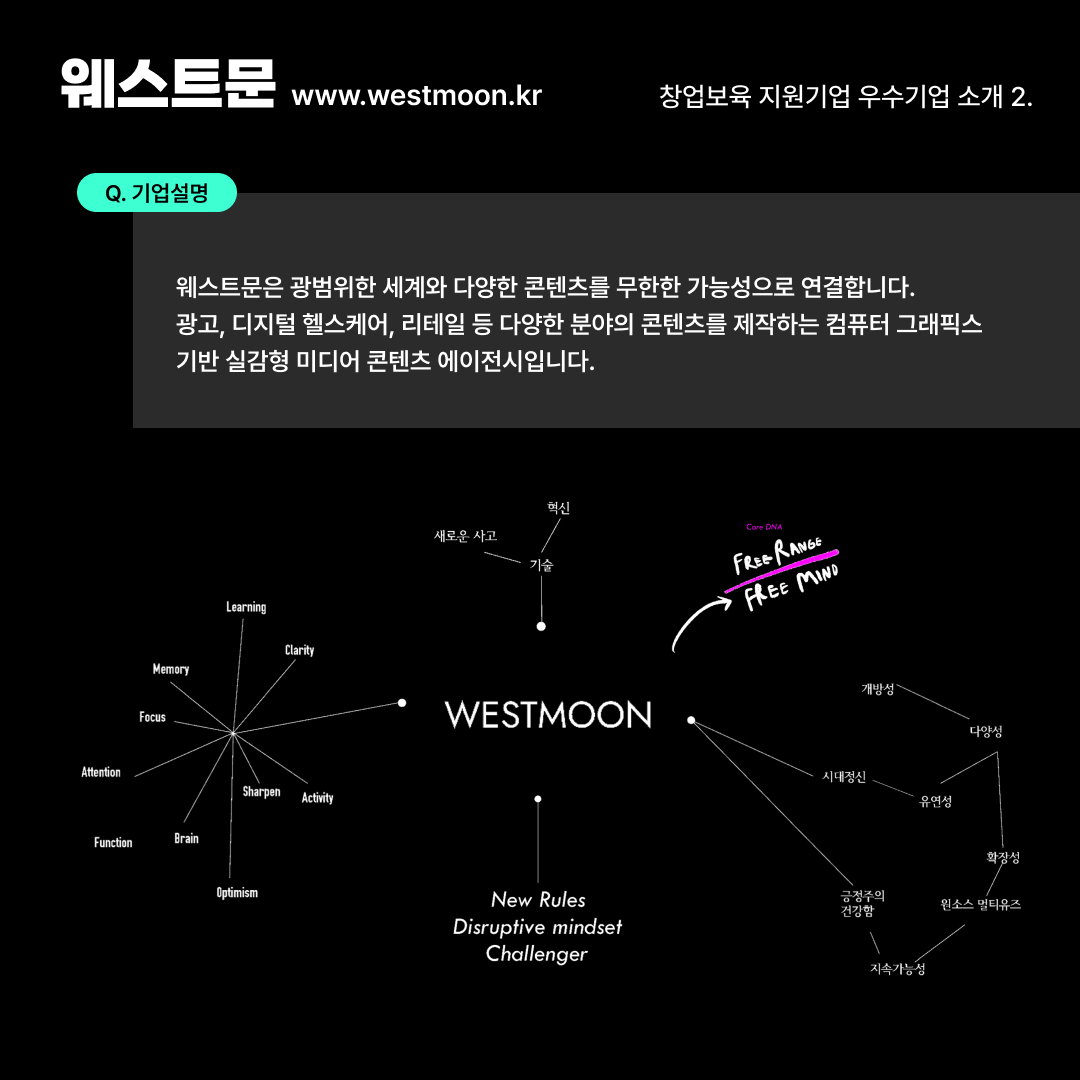 웨스트문 www.westmoon.kr
창업보육 지원기업 우수기업 소개 2.
Q. 기업설명
웨스트문은 광범위한 세계와 다양한 콘텐츠를 무한한 가능성으로 연결합니다.
광고, 디지털 헬스케어, 리테일 등 다양한 분야의 콘텐츠를 제작하는 컴퓨터 그래픽스
기반 실감형 미디어 콘텐츠 에이전시입니다.
혁신
새로운 사고
기술
Core DNA
FREE RANGE
FREE MIND
Learning
Clarity
Memory
Focus
Attention
Sharpen
Activity
Function
Brain
Optimism
WESTMOON
New Rules
Disruptive mindset
Challenger
개방성
다양성
시대정신
유연성
확장성
긍정주의
건강함
원소스 멀티유즈
지속가능성